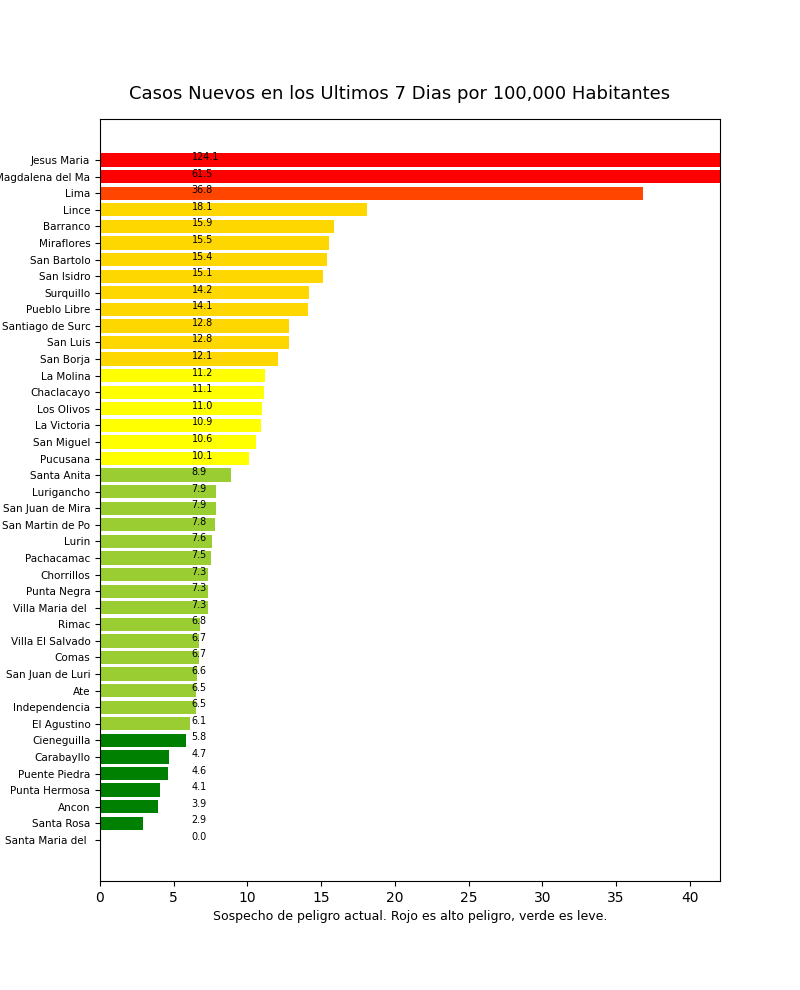 Casos Nuevos en los Ultimos 7 Dias por 100,000 Habitantes
Jesus Maria 124.1
Magdalena del Ma 61.5
Lima 36.8
Lince 18.1
Barranco 15.9
Miraflores 15.5
San Bartolo 15.4
San Isidro 15.1
Surquillo 14.2
Pueblo Libre 14.1
Santiago de Surc 12.8
San Luis 12.8
San Borja 12.1
La Molina 11.2
Chaclacayo 11.1
Los Olivos 11.0
La Victoria 10.9
San Miguel 10.6
Pucusana 10.1
Santa Anita 8.9
Lurigancho 7.9
San Juan de Mira 7.9
San Martin de Po 7.8
Lurin 7.6
Pachacamac 7.5
Chorrillos 7.3
Punta Negra 7.3
Villa Maria del 7.3
Rimac 6.8
Villa El Salvado 6.7
Comas 6.7
San Juan de Luri 6.6
Ate 6.5
Independencia 6.5
El Agustino 6.1
Cieneguilla 5.8
Carabayllo 4.7
Puente Piedra 4.6
Punta Hermosa 4.1
Ancon 3.9
Santa Rosa 2.9
Santa Maria del 0.0
0 5 10 15 20 25 30 35 40
Sospecho de peligro actual. Rojo es alto peligro, verde es leve.